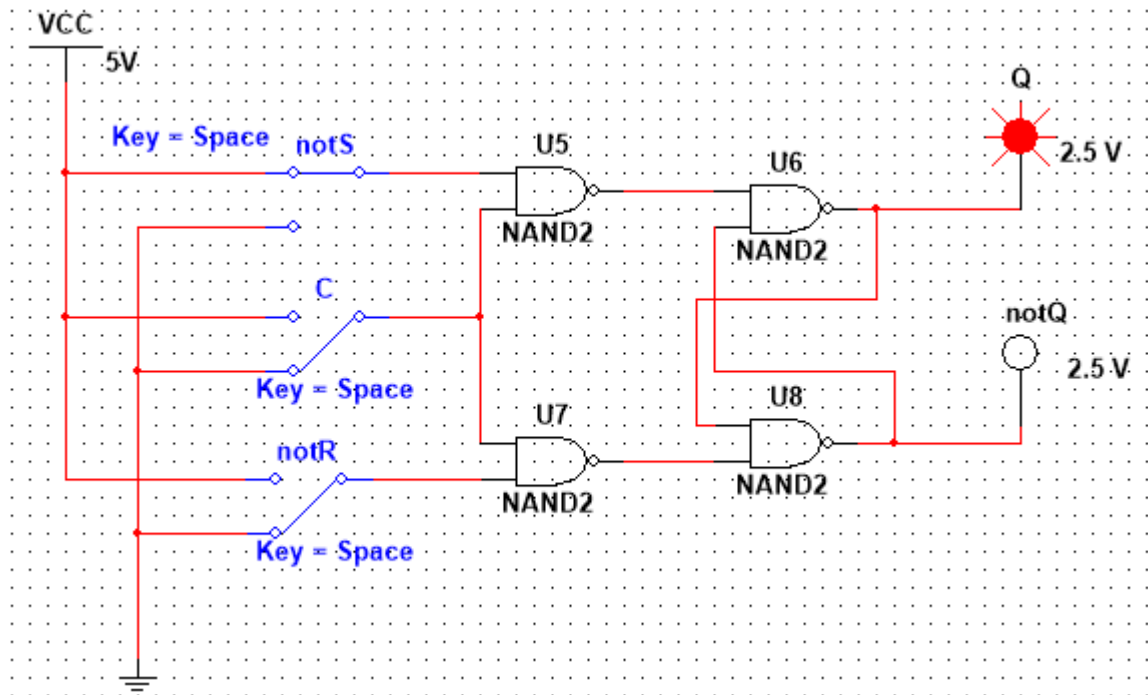 VCC
5V
Key = Space
notS
U5
NAND2
U6
NAND2
Q
2.5 V
C
Key = Space
notQ
2.5 V
notR
Key = Space
U7
NAND2
U8
NAND2